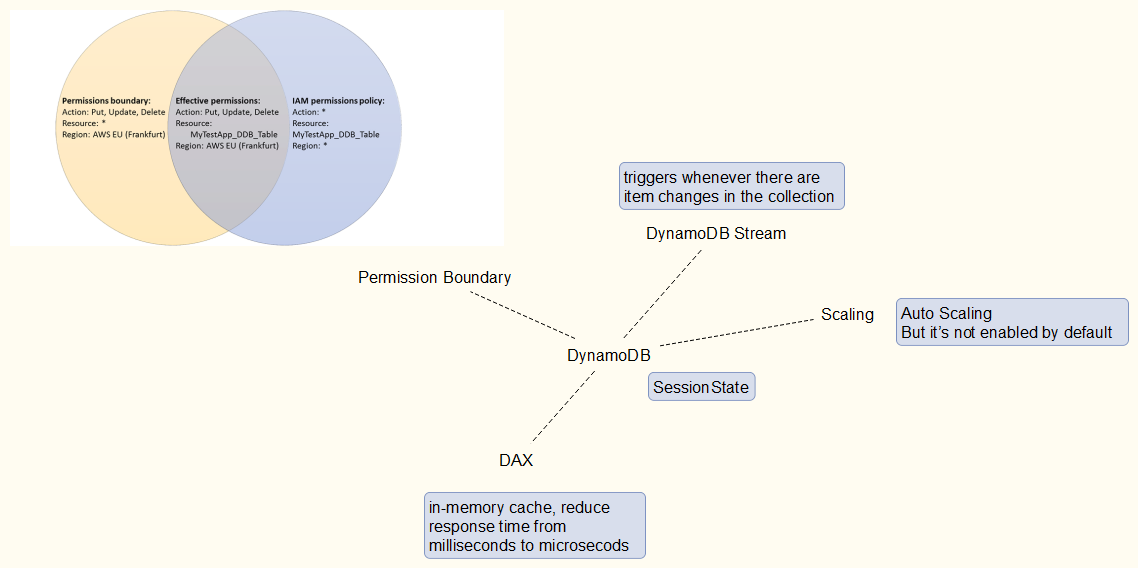 Permissions boundary:
Action: Put, Update, Delete
Resource: *
Region: AWS EU (Frankfurt)
Effective permissions:
Action: Put, Update, Delete
Resource:
MyTestApp_DDB_Table
Region: AWS EU (Frankfurt)
IAM permissions policy:
Action: *
Resource:
MyTestApp_DDB_Table
Region: *
triggers whenever there are
item changes in the collection
DynamoDB Stream
Permission Boundary
Scaling
Auto Scaling
But it’s not enabled by default
DynamoDB
SessionState
DAX
in-memory cache, reduce
response time from
milliseconds to microsecods